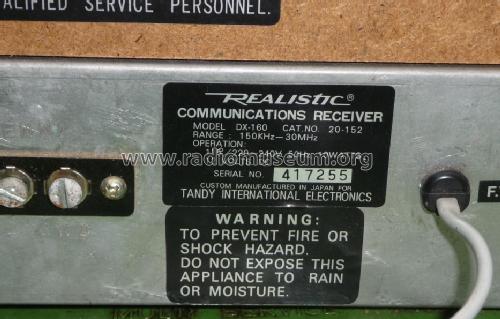 ALIFIED SERVICE PERSONNEL.
REALISTIC®
COMMUNICATIONS RECEIVER
MODEL DX-160 CAT.NO. 20-152
RANGE : 150KHz—30MHz
OPERATION:
www.radiomuseum.org
SERIAL NO. 417255
CUSTOM MANUFACTURED IN JAPAN FOR
TANDY INTERNATIONAL ELECTRONICS
F.
WARNING:
TO PREVENT FIRE OR
SHOCK HAZARD.
DO NOT EXPOSE THIS
APPLIANCE TO RAIN
OR MOISTURE.